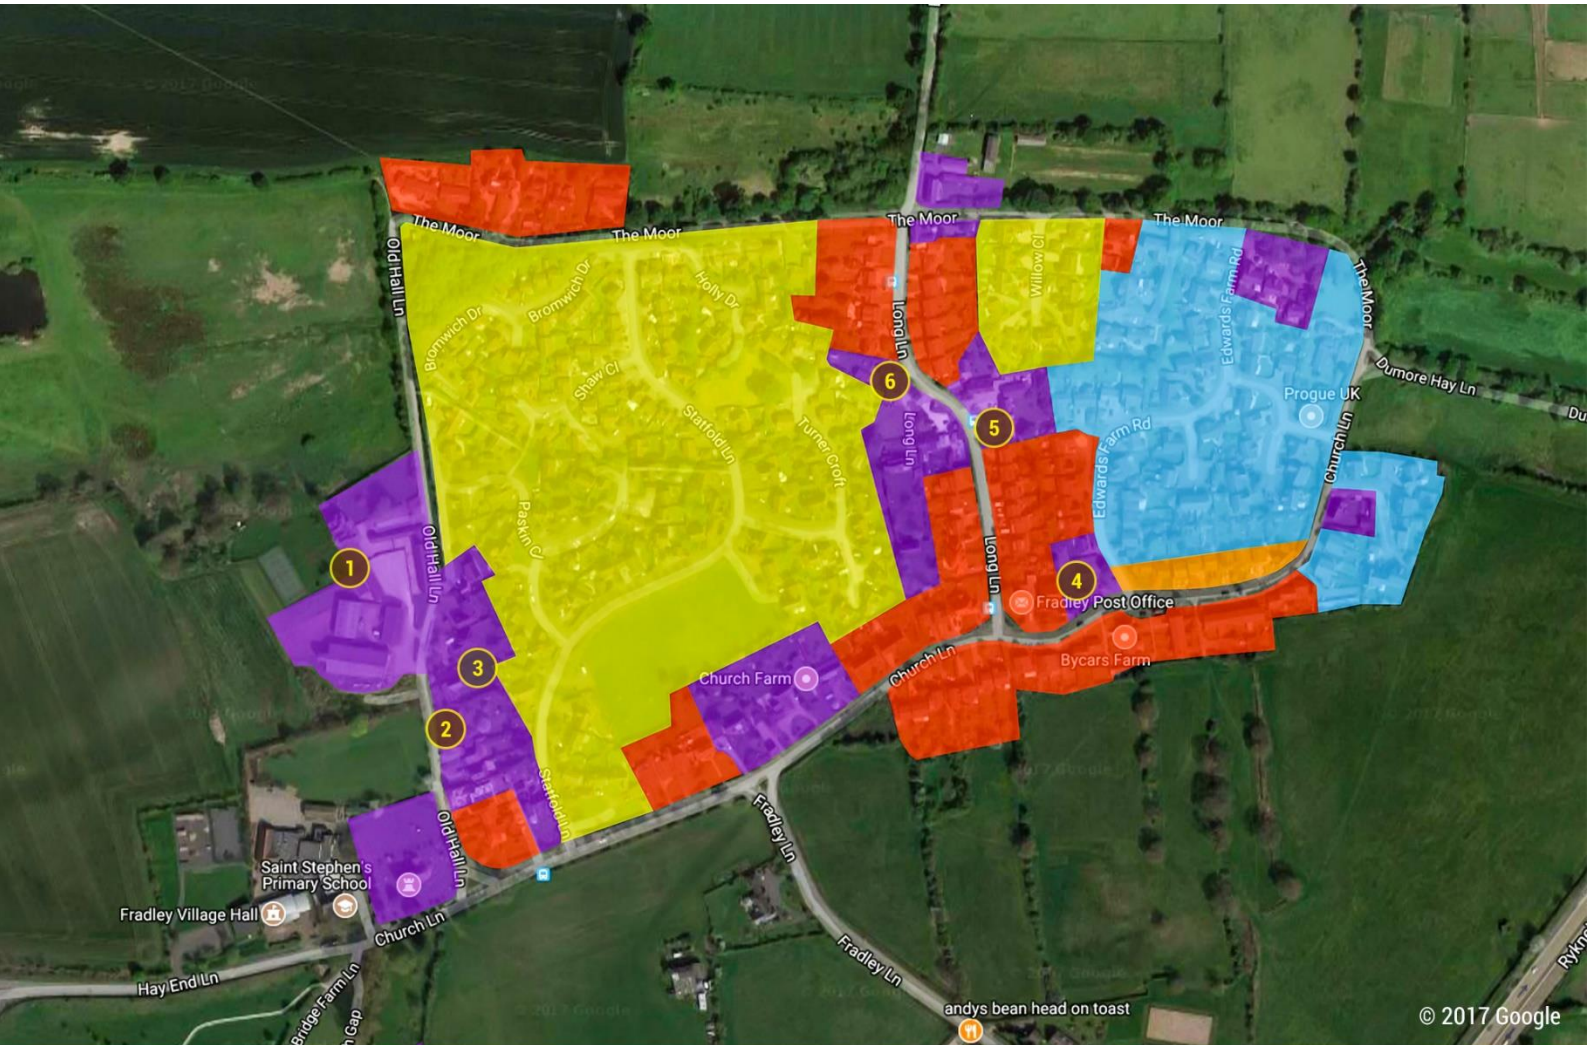 The Moor
The Moor
The Moor
The Moor
The Moor
Old Hall Ln
Bromwich Dr
Bromwich Dr
Holly Dr
Long Ln
Willow Cl
Edwards Farm Rd
Dumore Hay Ln
Du
Shaw Cl
6
Progue UK
Statfold Ln
Turner Croft
Long Ln
5
Edwards Farm Rd
Church Ln
Paskin Cl
Old Hall Ln
1
Long Ln
4
Fradley Post Office
Bycars Farm
3
Church Farm
Church Ln
2
Statfold Ln
Old Hall Ln
Fradley Ln
Saint Stephen's
Primary School
Fradley Village Hall
Church Ln
Fradley Ln
Hay End Ln
Bridge Farm Ln
n Gap
andys bean head on toast
Rykne
© 2017 Google